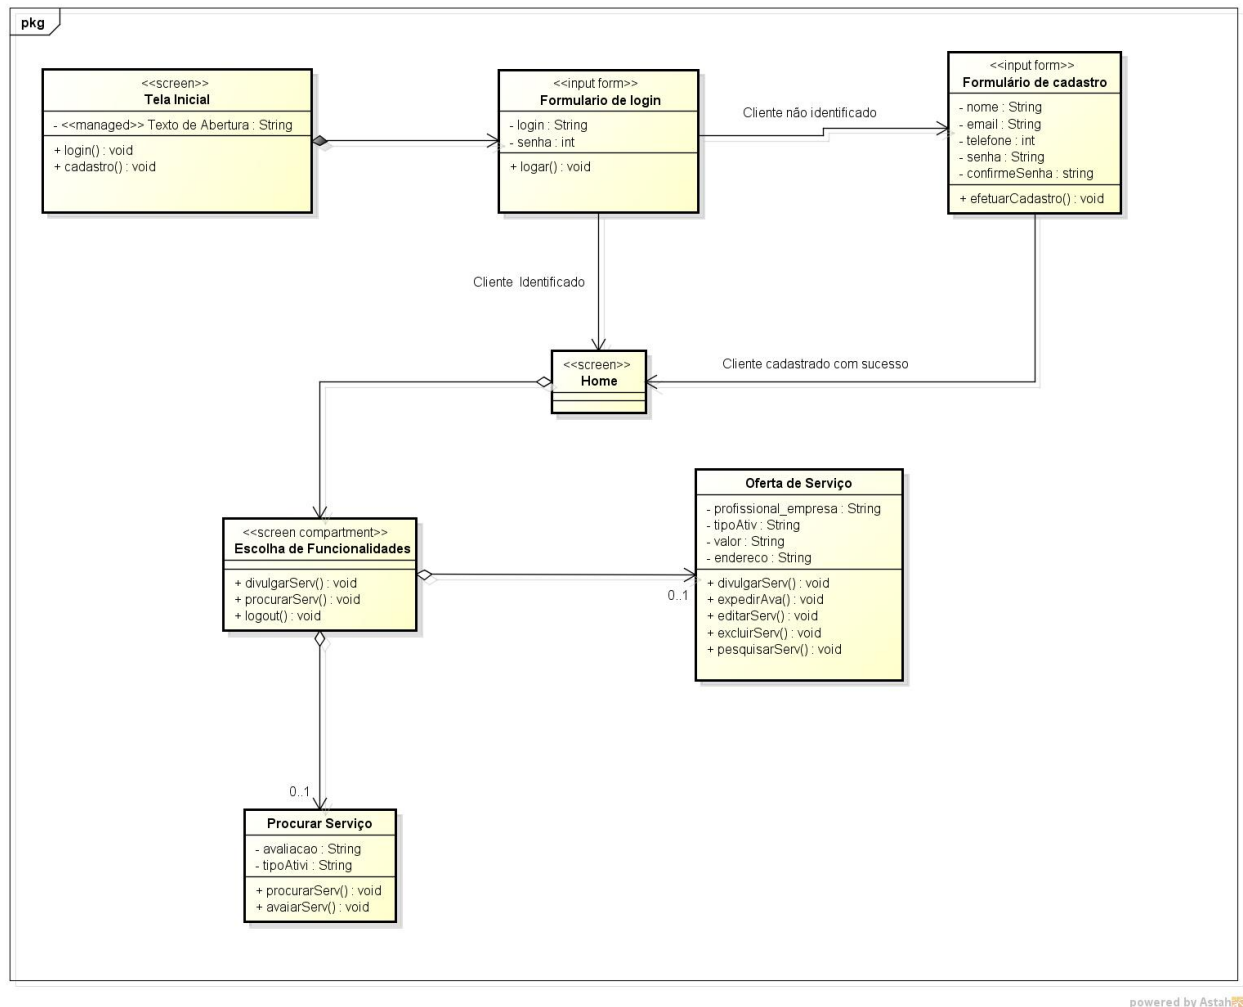 pkg
<<screen>>
Tela Inicial
- <<managed>> Texto de Abertura : String
+ login() : void
+ cadastro() : void
<<input form>>
Formulario de login
- login : String
- senha : int
+ logar() : void
Cliente não identificado
<<input form>>
Formulário de cadastro
- nome : String
- email : String
- telefone : int
- senha : String
- confirmeSenha : string
+ efetuarCadastro() : void
Cliente Identificado
<<screen>>
Home
Cliente cadastrado com sucesso
<<screen compartment>>
Escolha de Funcionalidades
+ divulgarServ() : void
+ procurarServ() : void
+ logout() : void
0..1
Oferta de Serviço
- profissional_empresa : String
- tipoAtiv : String
- valor : String
- endereco : String
+ divulgarServ() : void
+ expedirAva() : void
+ editarServ() : void
+ excluirServ() : void
+ pesquisarServ() : void
0..1
Procurar Serviço
- avaliacao : String
- tipoAtivi : String
+ procurarServ() : void
+ avaiarServ() : void
powered by Astah